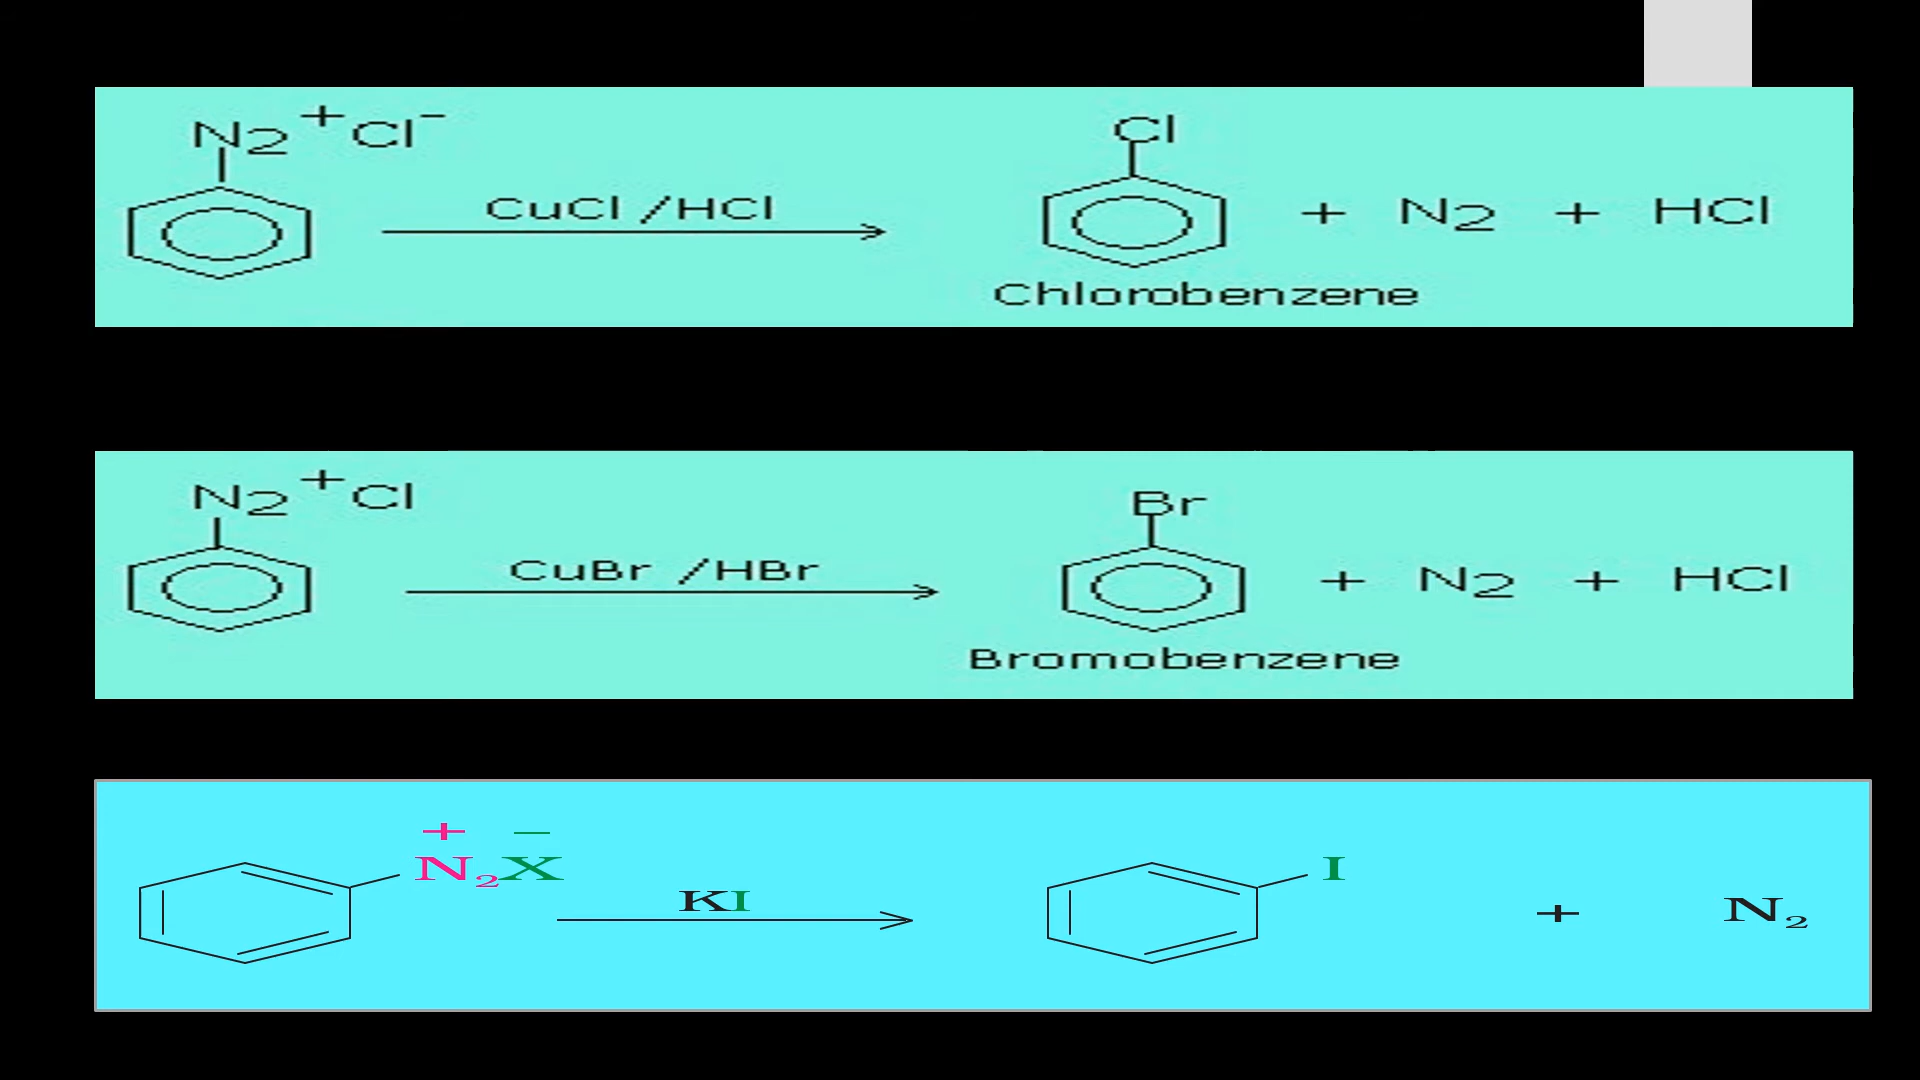 N2 +Cl−
CuCl /HCl
Cl
+ N2 + HCl
Chlorobenzene
N2 +Cl
CuBr /HBr
Br
+ N2 + HCl
Bromobenzene
+ −
N₂X
KI
I
+ N₂